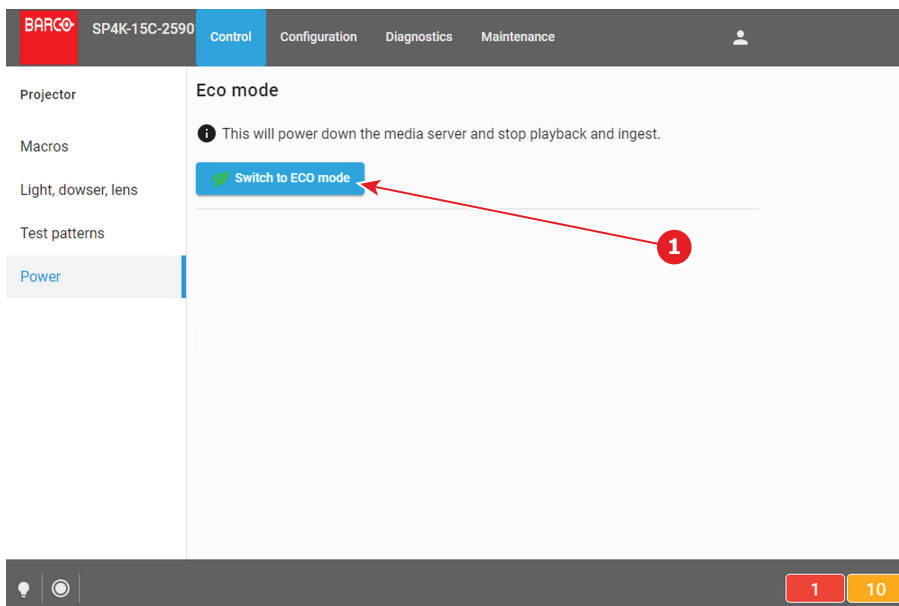 BARCO
SP4K-15C-2590
Control
Configuration
Diagnostics
Maintenance
Projector
Macros
Light, dowser, lens
Test patterns
Power
Eco mode
This will power down the media server and stop playback and ingest.
Switch to ECO mode
1
1
10